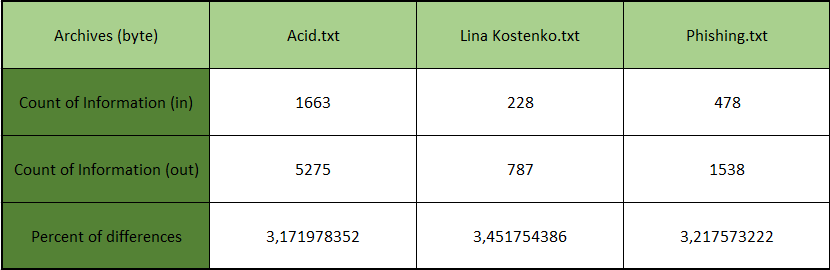 Archives (byte) Acid.txt Lina Kostenko.txt Phishing.txt
Count of Information (in) 1663 228 478
Count of Information (out) 5275 787 1538
Percent of differences 3,171978352 3,451754386 3,217573222